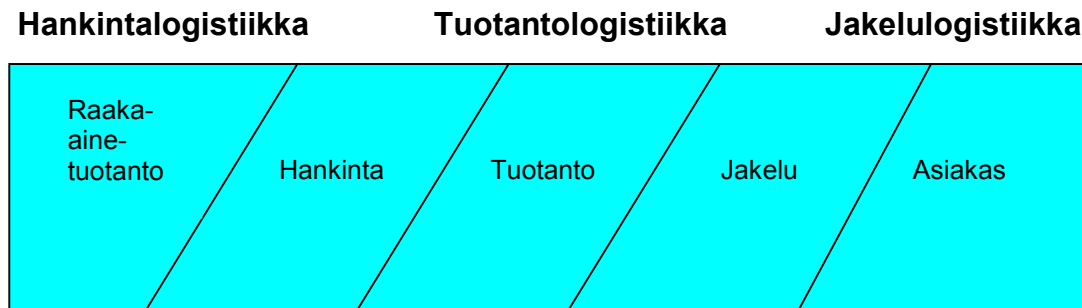 Hankintalogistiikka Tuotantologistiikka Jakelulogistiikka
Raaka-
aine-
tuotanto Hankinta Tuotanto Jakelu Asiakas